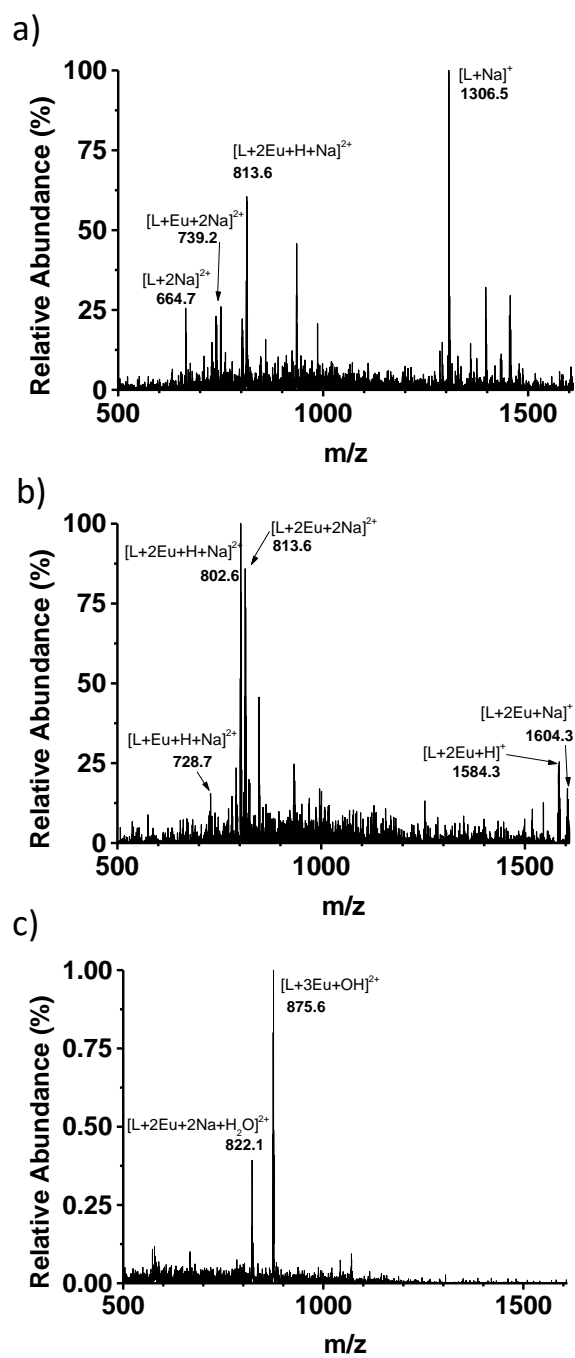 a)
[L+Na]+
1306.5
[L+2Eu+H+Na]2+
813.6
[L+Eu+2Na]2+
739.2
[L+2Na]2+
664.7
Relative Abundance (%)
100
75
50
25
0
500 1000 1500
m/z
b)
[L+2Eu+2Na]2+
813.6
[L+2Eu+H+Na]2+
802.6
[L+2Eu+Na]+
1604.3
[L+2Eu+H]+
1584.3
[L+Eu+H+Na]2+
728.7
Relative Abundance (%)
100
75
50
25
0
500 1000 1500
m/z
c)
[L+3Eu+OH]2+
875.6
[L+2Eu+2Na+H2O]2+
822.1
Relative Abundance (%)
1.00
0.75
0.50
0.25
0.00
500 1000 1500
m/z